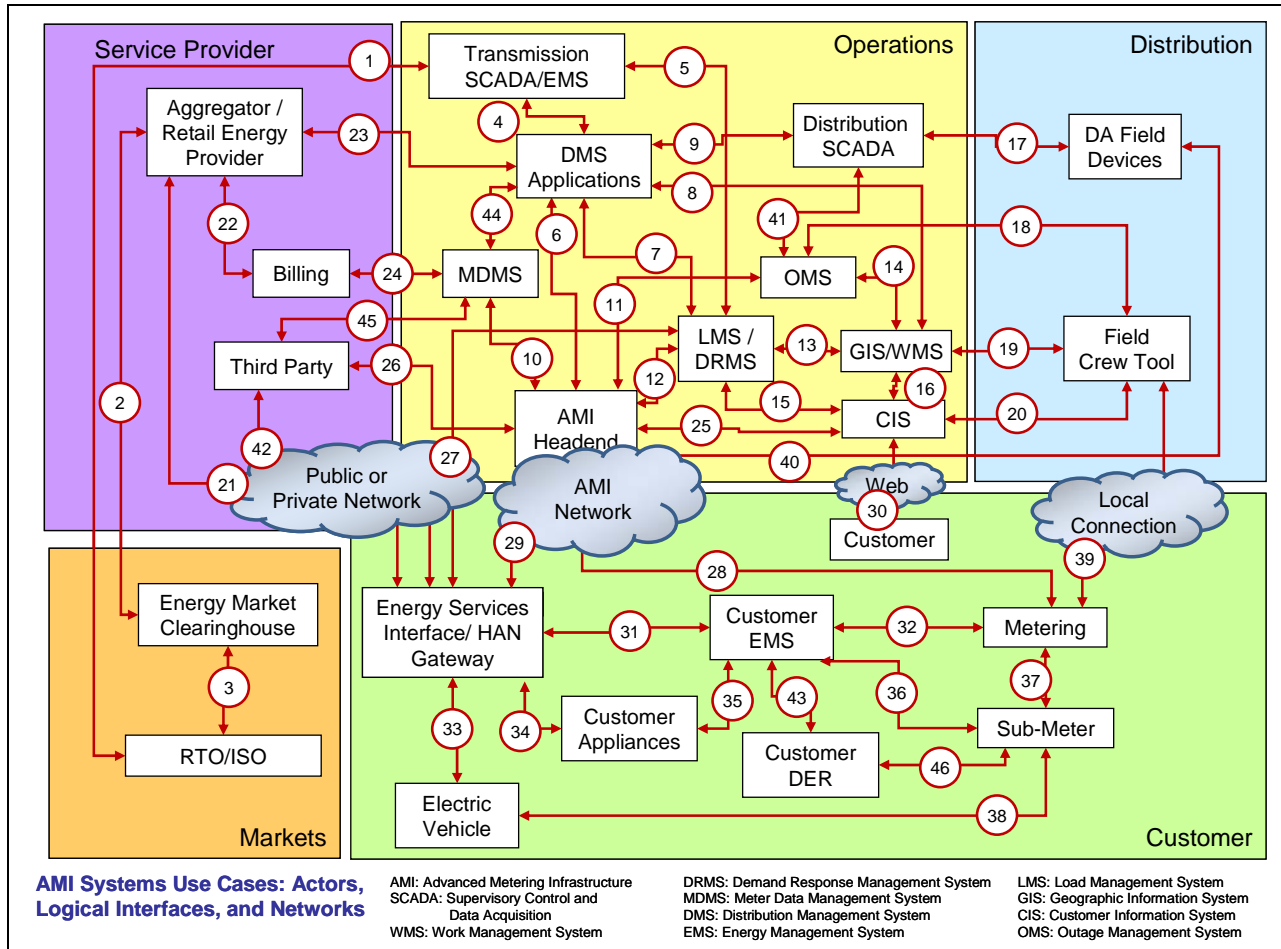 Service Provider
Operations
Distribution
1
Transmission
SCADA/EMS
5
Aggregator /
Retail Energy
Provider
23
4
9
Distribution
SCADA
17
DA Field
Devices
DMS
Applications
8
22
44
6
7
41
18
Billing
24
MDMS
11
OMS
14
45
Third Party
26
10
12
LMS /
DRMS
13
GIS/WMS
19
Field
Crew Tool
2
16
15
20
AMI
Headend
25
CIS
42
27
40
21
Public or
Private Network
AMI
Network
Web
30
Customer
Local
Connection
29
28
39
Energy Market
Clearinghouse
Energy Services
Interface/ HAN
Gateway
31
Customer
EMS
32
Metering
3
37
33
34
35
43
36
Customer
Appliances
Sub-Meter
RTO/ISO
Customer
DER
46
Electric
Vehicle
38
Markets
Customer
AMI Systems Use Cases: Actors,
Logical Interfaces, and Networks
AMI: Advanced Metering Infrastructure
SCADA: Supervisory Control and
Data Acquisition
WMS: Work Management System
DRMS: Demand Response Management System
MDMS: Meter Data Management System
DMS: Distribution Management System
EMS: Energy Management System
LMS: Load Management System
GIS: Geographic Information System
CIS: Customer Information System
OMS: Outage Management System